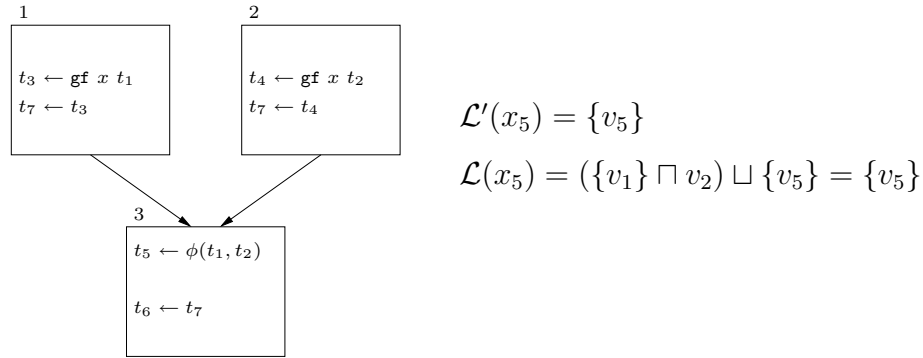 1
t₃ ← gf x t₁
t₇ ← t₃
2
t₄ ← gf x t₂
t₇ ← t₄
3
t₅ ← ϕ(t₁, t₂)
t₆ ← t₇
ℒ′(x₅) = {v₅}
ℒ(x₅) = ({v₁} ⊓ v₂) ⊔ {v₅} = {v₅}